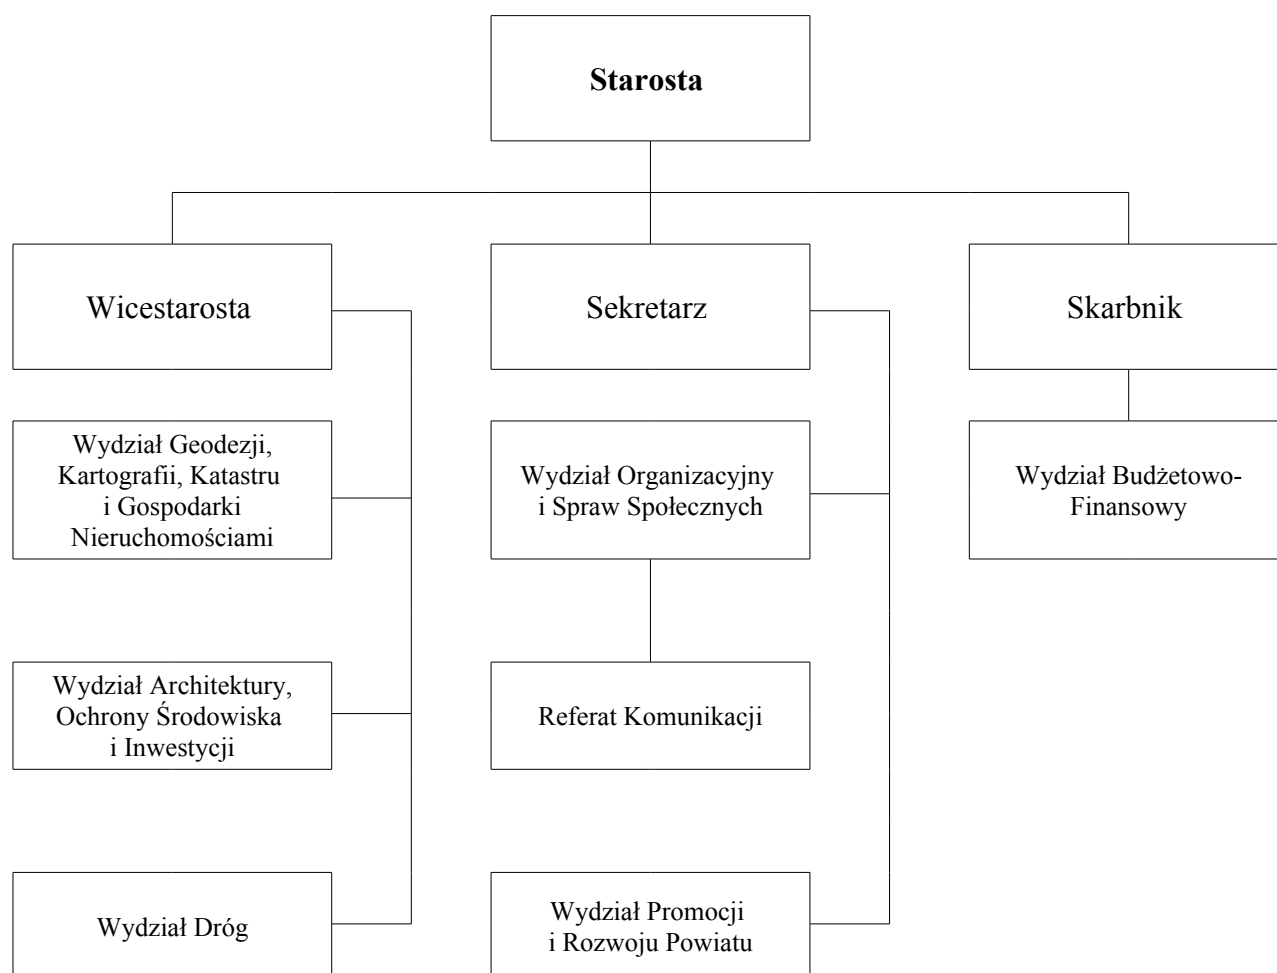 Starosta
Wicestarosta
Sekretarz
Skarbnik
Wydział Geodezji,
Kartografii, Katastru
i Gospodarki
Nieruchomościami
Wydział Organizacyjny
i Spraw Społecznych
Wydział Budżetowo-
Finansowy
Wydział Architektury,
Ochrony Środowiska
i Inwestycji
Referat Komunikacji
Wydział Dróg
Wydział Promocji
i Rozwoju Powiatu